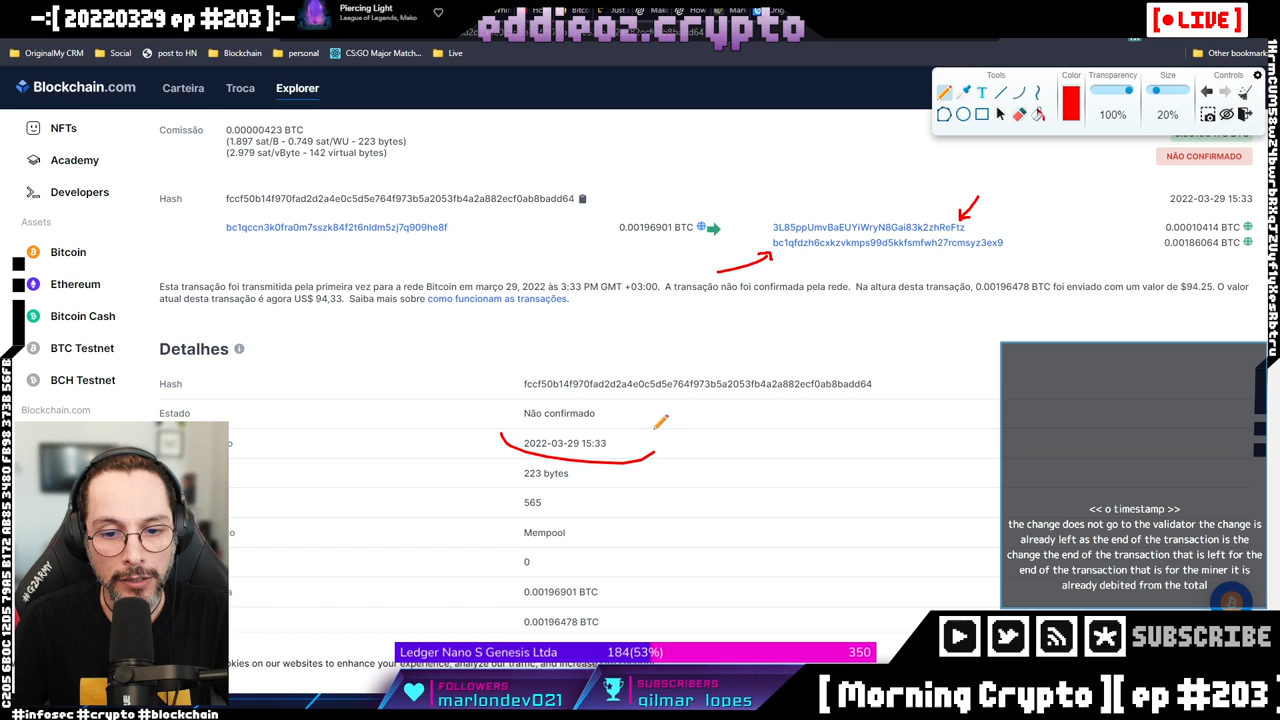 -:[ 20220329 ep #203 ]:-
Piercing Light
League of Legends, Mako
eddieoz.crypto
[● LIVE]
OriginalMy CRM
Social
post to HN
Blockchain
personal
CS:GO Major Match...
Live
Other bookmark
Blockchain.com
Carteira
Troca
Explorer
Tools
Color
Transparency
Size
Controls
100%
20%
NFTs
Academy
Developers
Assets
Bitcoin
Ethereum
Bitcoin Cash
BTC Testnet
BCH Testnet
Blockchain.com
Comissão
0.00000423 BTC
(1.897 sat/B - 0.749 sat/WU - 223 bytes)
(2.979 sat/vByte - 142 virtual bytes)
NÃO CONFIRMADO
Hash
fccf50b14f970fad2d2a4e0c5d5e764f973b5a2053fb4a2a882ecf0ab8badd64
2022-03-29 15:33
bc1qccn3k0fra0m7sszk84f2t6nldm5zj7q909he8f
0.00196901 BTC
3L85ppUmvBaEUYiWryN8Gai83k2zhReFtz
0.00010414 BTC
bc1qfdzh6cxkzvkmps99d5kkfsmfwh27rcmsyz3ex9
0.00186064 BTC
Esta transação foi transmitida pela primeira vez para a rede Bitcoin em março 29, 2022 às 3:33 PM GMT +03:00. A transação não foi confirmada pela rede. Na altura desta transação, 0.00196478 BTC foi enviado com um valor de $94.25. O valor
atual desta transação é agora US$ 94,33. Saiba mais sobre como funcionam as transações.
Detalhes
Hash
fccf50b14f970fad2d2a4e0c5d5e764f973b5a2053fb4a2a882ecf0ab8badd64
Estado
Não confirmado
2022-03-29 15:33
223 bytes
565
Mempool
0
0.00196901 BTC
0.00196478 BTC
<< o timestamp >>
the change does not go to the validator the change is
already left as the end of the transaction is the
change the end of the transaction that is left for the
end of the transaction that is for the miner it is
already debited from the total
#G2ARMY
Ledger Nano S Genesis Ltda
184(53%)
350
FOLLOWERS
marlondev021
SUBSCRIBERS
gilmar_lopes
SUBSCRIBE
[ Morning Crypto ][ ep #203 ]
#infosec #crypto #blockchain